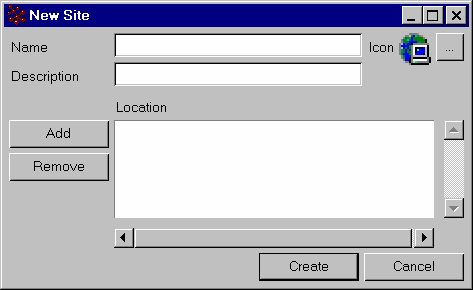 New Site
Name
Icon
...
Description
Location
Add
Remove
Create
Cancel